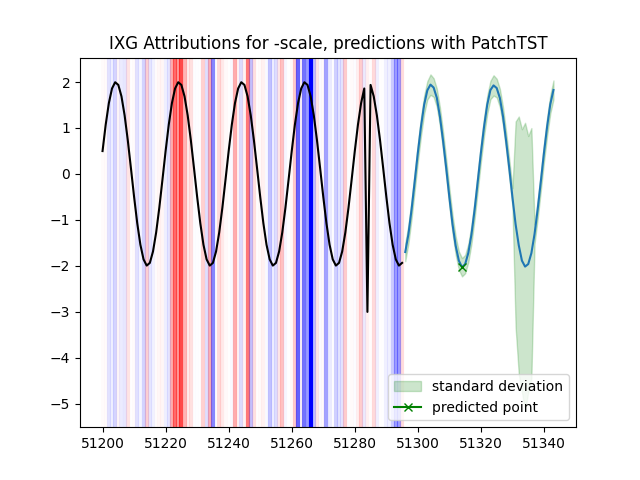 IXG Attributions for -scale, predictions with PatchTST
2
1
0
−1
−2
−3
−4
−5
standard deviation
predicted point
51200 51220 51240 51260 51280 51300 51320 51340